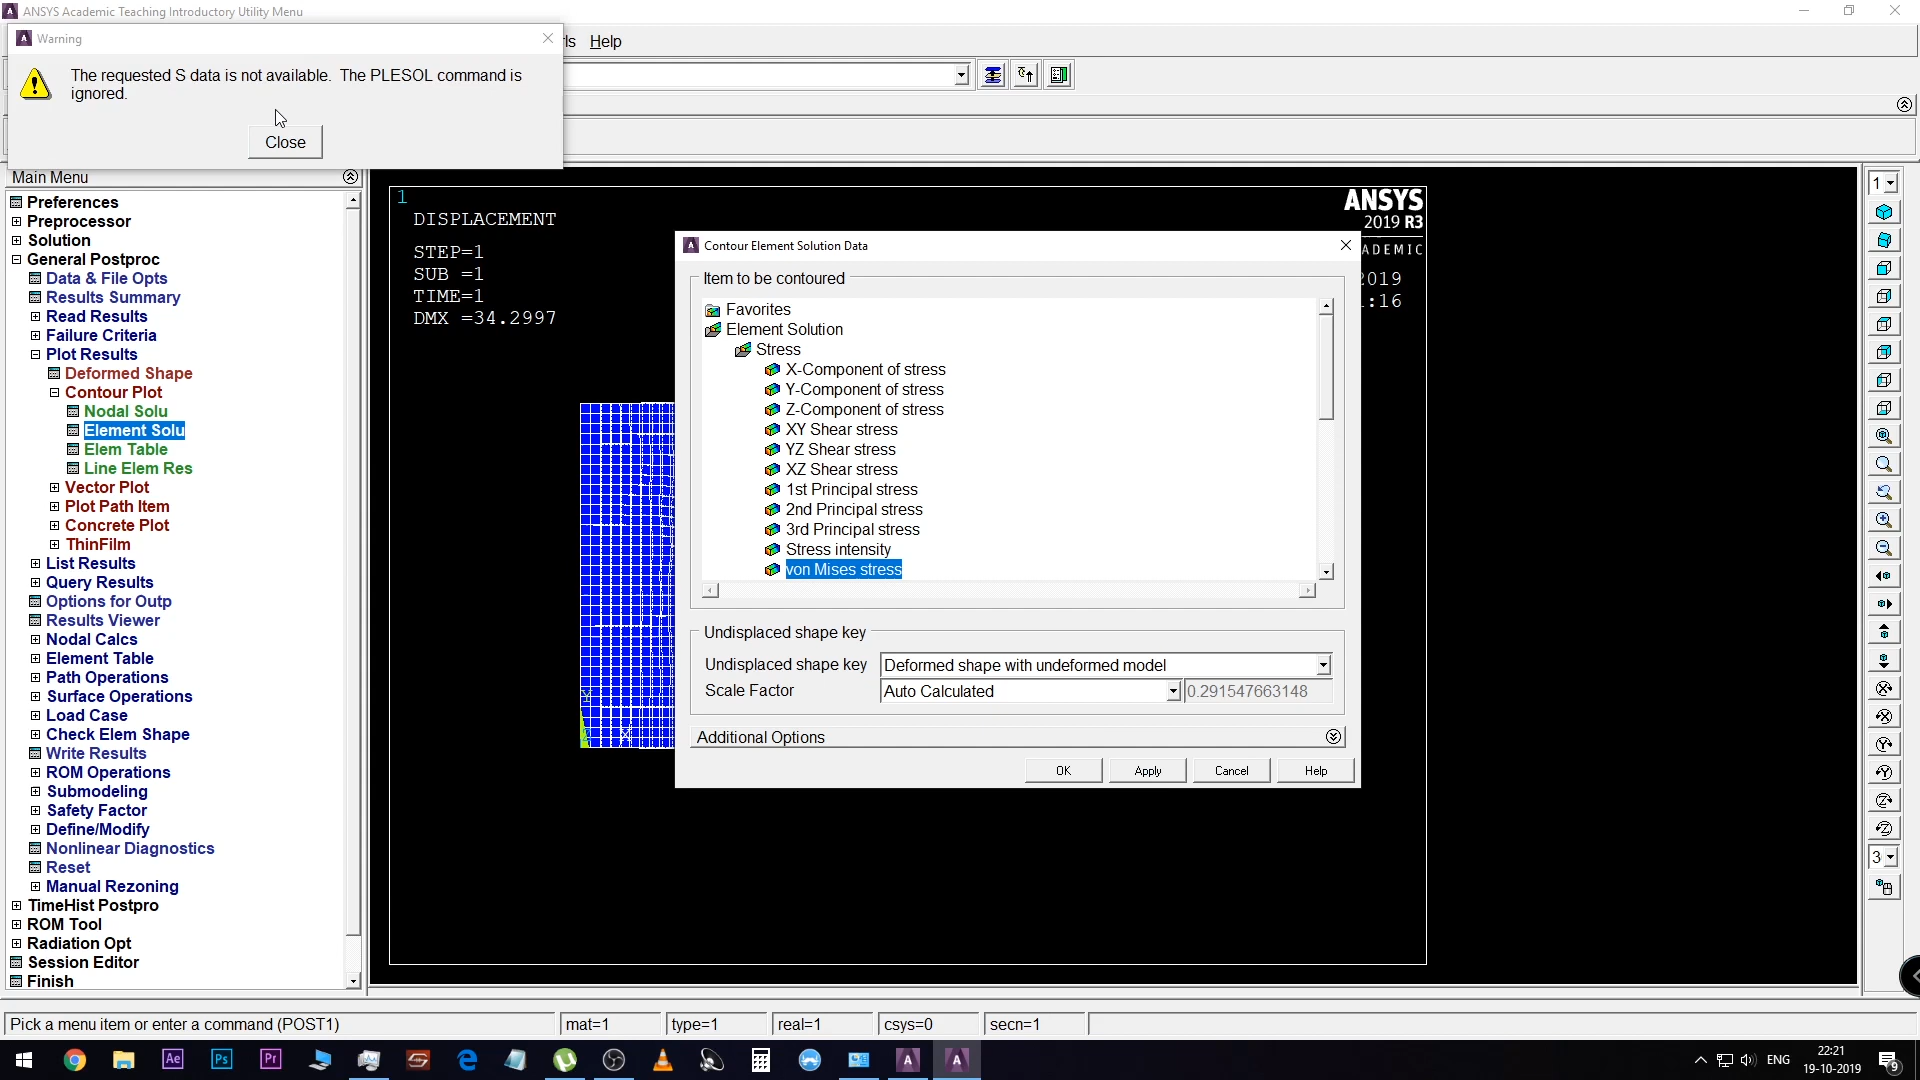 ANSYS Academic Teaching Introductory Utility Menu
Warning
ls Help
The requested S data is not available. The PLESOL command is
ignored.
Close
Main Menu
Preferences
Preprocessor
Solution
General Postproc
Data & File Opts
Results Summary
Read Results
Failure Criteria
Plot Results
Deformed Shape
Contour Plot
Nodal Solu
Element Solu
Elem Table
Line Elem Res
Vector Plot
Plot Path Item
Concrete Plot
ThinFilm
List Results
Query Results
Options for Outp
Results Viewer
Nodal Calcs
Element Table
Path Operations
Surface Operations
Load Case
Check Elem Shape
Write Results
ROM Operations
Submodeling
Safety Factor
Define/Modify
Nonlinear Diagnostics
Reset
Manual Rezoning
TimeHist Postpro
ROM Tool
Radiation Opt
Session Editor
Finish
1
DISPLACEMENT
STEP=1
SUB =1
TIME=1
DMX =34.2997
ANSYS
2019 R3
ADEMIC
2019
:16
Y
X
Contour Element Solution Data
Item to be contoured
Favorites
Element Solution
Stress
X-Component of stress
Y-Component of stress
Z-Component of stress
XY Shear stress
YZ Shear stress
XZ Shear stress
1st Principal stress
2nd Principal stress
3rd Principal stress
Stress intensity
von Mises stress
Undisplaced shape key
Undisplaced shape key Deformed shape with undeformed model
Scale Factor Auto Calculated 0.291547663148
Additional Options
OK Apply Cancel Help
1
3
Pick a menu item or enter a command (POST1) mat=1 type=1 real=1 csys=0 secn=1
Ae Ps Pr
ENG
22:21
19-10-2019
9